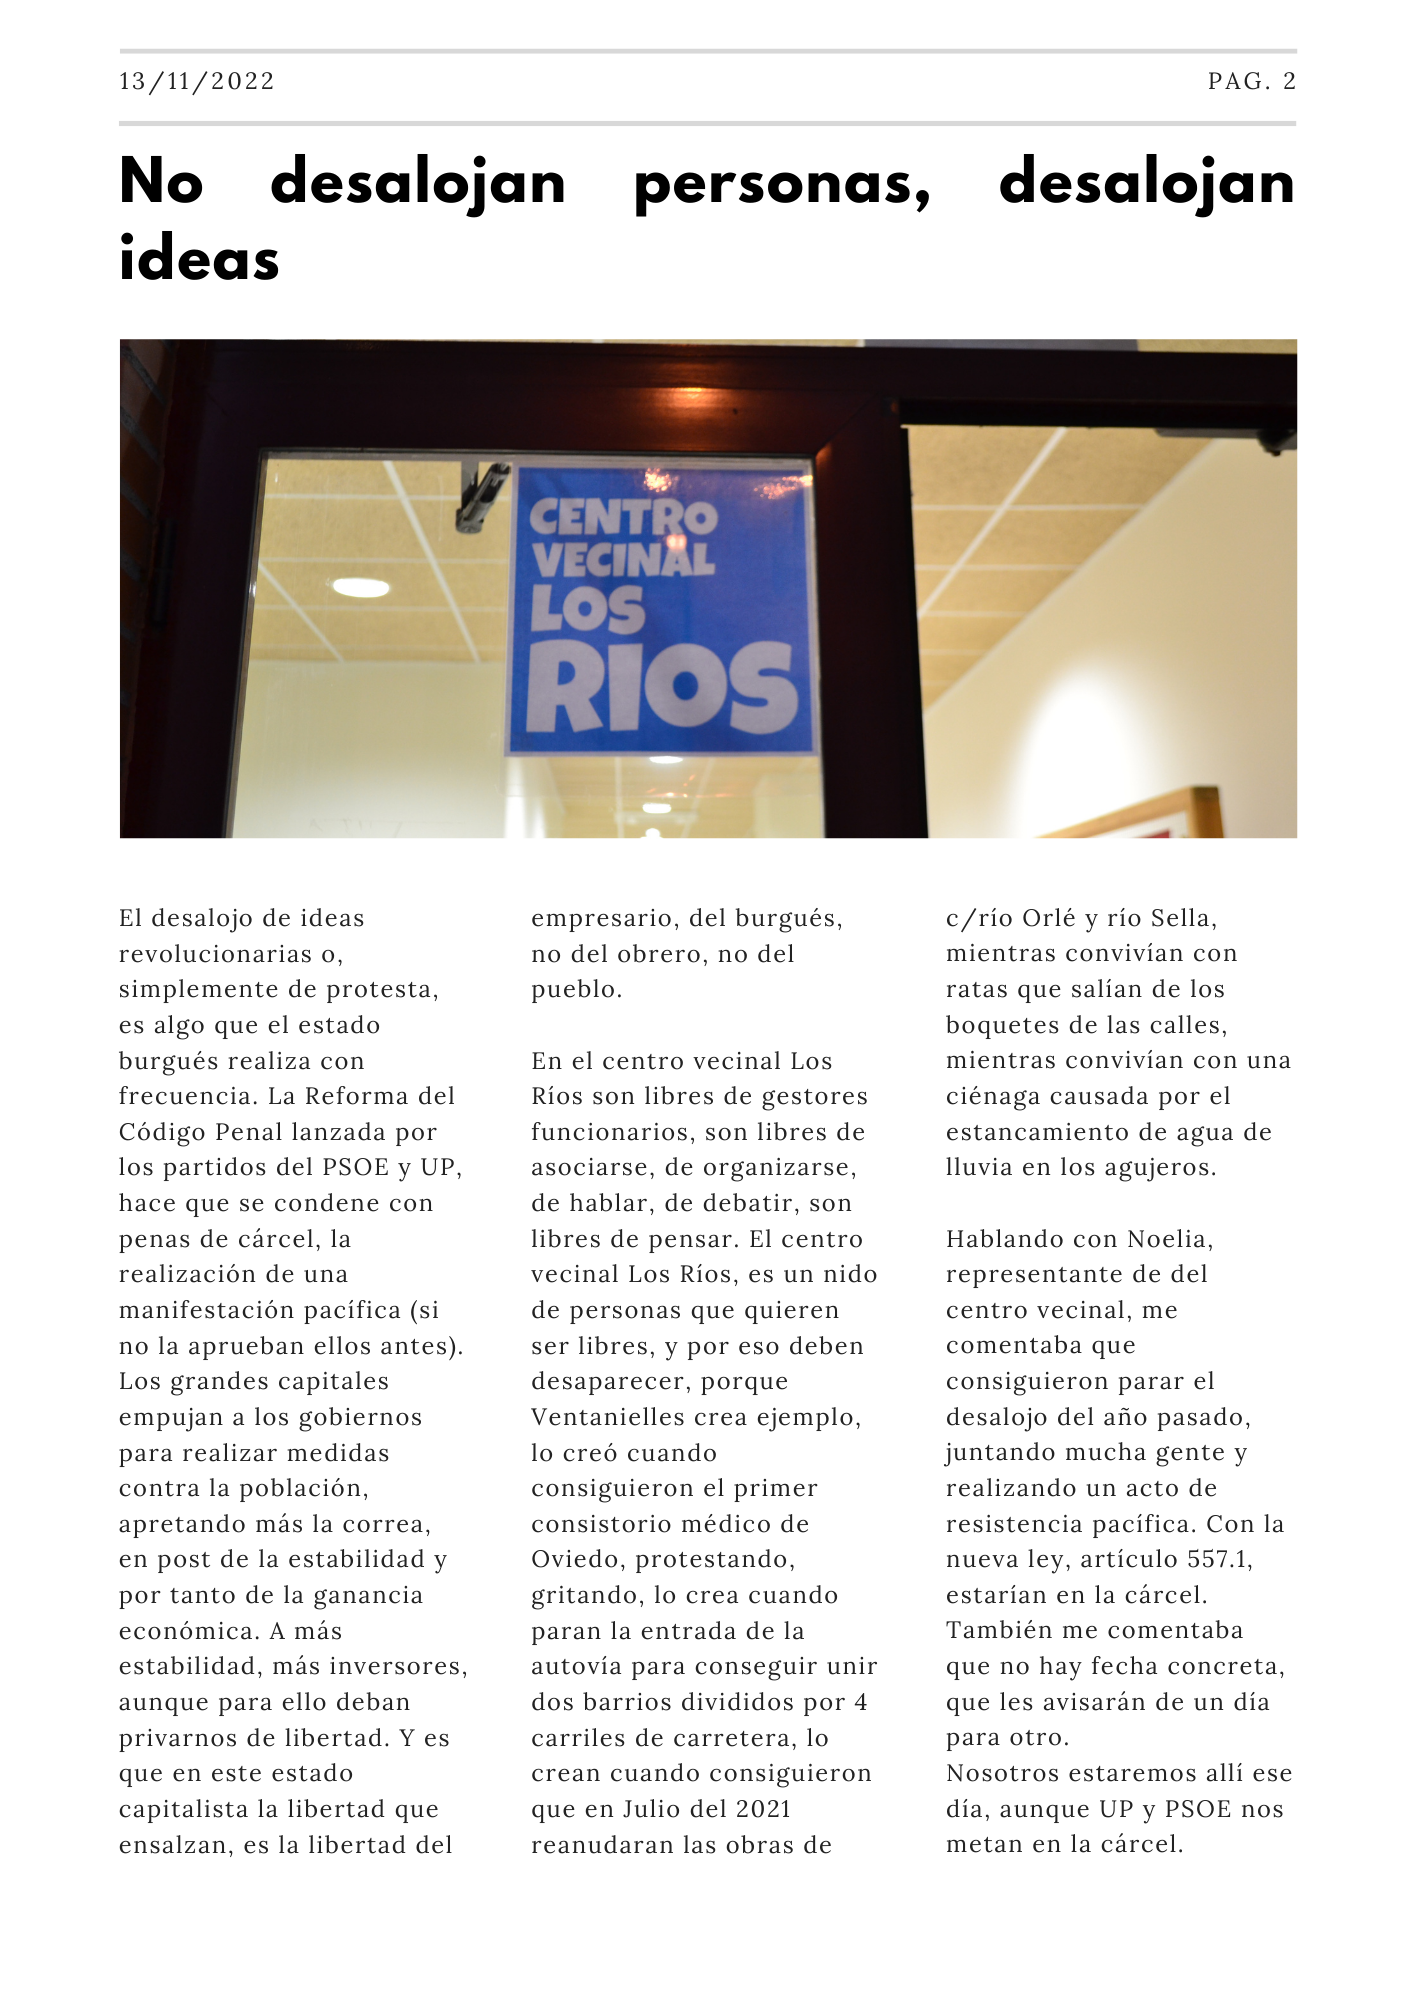 13/11/2022
PAG. 2
No desalojan personas, desalojan
ideas
CENTRO
VECINAL
LOS
RIOS
El desalojo de ideas
revolucionarias o,
simplemente de protesta,
es algo que el estado
burgués realiza con
frecuencia. La Reforma del
Código Penal lanzada por
los partidos del PSOE y UP,
hace que se condene con
penas de cárcel, la
realización de una
manifestación pacífica (si
no la aprueban ellos antes).
Los grandes capitales
empujan a los gobiernos
para realizar medidas
contra la población,
apretando más la correa,
en post de la estabilidad y
por tanto de la ganancia
económica. A más
estabilidad, más inversores,
aunque para ello deban
privarnos de libertad. Y es
que en este estado
capitalista la libertad que
ensalzan, es la libertad del
empresario, del burgués,
no del obrero, no del
pueblo.
En el centro vecinal Los
Ríos son libres de gestores
funcionarios, son libres de
asociarse, de organizarse,
de hablar, de debatir, son
libres de pensar. El centro
vecinal Los Ríos, es un nido
de personas que quieren
ser libres, y por eso deben
desaparecer, porque
Ventanielles crea ejemplo,
lo creó cuando
consiguieron el primer
consistorio médico de
Oviedo, protestando,
gritando, lo crea cuando
paran la entrada de la
autovía para conseguir unir
dos barrios divididos por 4
carriles de carretera, lo
crean cuando consiguieron
que en Julio del 2021
reanudaran las obras de
c/río Orlé y río Sella,
mientras convivían con
ratas que salían de los
boquetes de las calles,
mientras convivían con una
ciénaga causada por el
estancamiento de agua de
lluvia en los agujeros.
Hablando con Noelia,
representante de del
centro vecinal, me
comentaba que
consiguieron parar el
desalojo del año pasado,
juntando mucha gente y
realizando un acto de
resistencia pacífica. Con la
nueva ley, artículo 557.1,
estarían en la cárcel.
También me comentaba
que no hay fecha concreta,
que les avisarán de un día
para otro.
Nosotros estaremos allí ese
día, aunque UP y PSOE nos
metan en la cárcel.